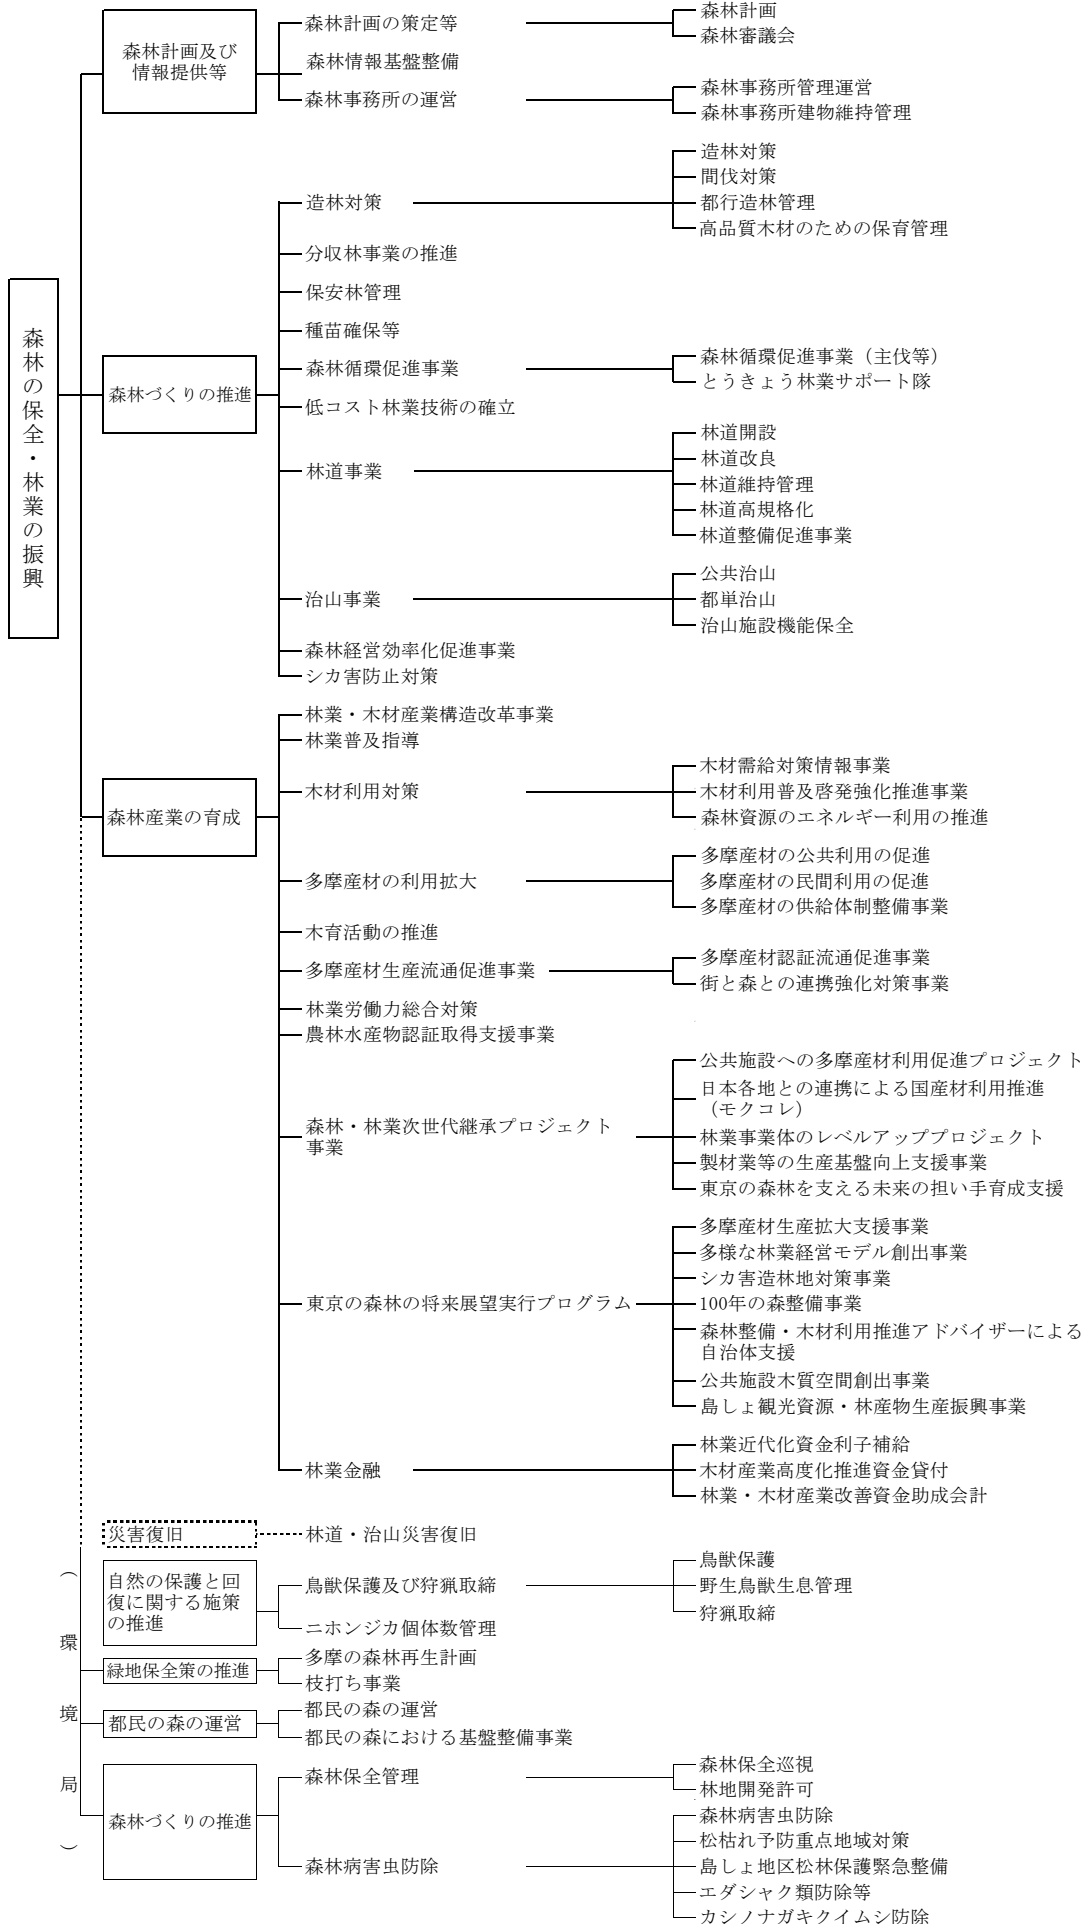 森林の保全・林業の振興
森林計画及び
情報提供等
森林計画の策定等
森林計画
森林審議会
森林情報基盤整備
森林事務所の運営
森林事務所管理運営
森林事務所建物維持管理
森林づくりの推進
造林対策
造林対策
間伐対策
都行造林管理
高品質木材のための保育管理
分収林事業の推進
保安林管理
種苗確保等
森林循環促進事業
森林循環促進事業（主伐等）
とうきょう林業サポート隊
低コスト林業技術の確立
林道事業
林道開設
林道改良
林道維持管理
林道高規格化
林道整備促進事業
治山事業
公共治山
都単治山
治山施設機能保全
森林経営効率化促進事業
シカ害防止対策
森林産業の育成
林業・木材産業構造改革事業
林業普及指導
木材利用対策
木材需給対策情報事業
木材利用普及啓発強化推進事業
森林資源のエネルギー利用の推進
多摩産材の利用拡大
多摩産材の公共利用の促進
多摩産材の民間利用の促進
多摩産材の供給体制整備事業
木育活動の推進
多摩産材生産流通促進事業
多摩産材認証流通促進事業
街と森との連携強化対策事業
林業労働力総合対策
農林水産物認証取得支援事業
森林・林業次世代継承プロジェクト
事業
公共施設への多摩産材利用促進プロジェクト
日本各地との連携による国産材利用推進
（モクコレ）
林業事業体のレベルアッププロジェクト
製材業等の生産基盤向上支援事業
東京の森林を支える未来の担い手育成支援
東京の森林の将来展望実行プログラム
多摩産材生産拡大支援事業
多様な林業経営モデル創出事業
シカ害造林地対策事業
100年の森整備事業
森林整備・木材利用推進アドバイザーによる
自治体支援
公共施設木質空間創出事業
島しょ観光資源・林産物生産振興事業
林業金融
林業近代化資金利子補給
木材産業高度化推進資金貸付
林業・木材産業改善資金助成会計
災害復旧
林道・治山災害復旧
（環境局）
自然の保護と回
復に関する施策
の推進
鳥獣保護及び狩猟取締
鳥獣保護
野生鳥獣生息管理
狩猟取締
ニホンジカ個体数管理
緑地保全策の推進
多摩の森林再生計画
枝打ち事業
都民の森の運営
都民の森の運営
都民の森における基盤整備事業
森林づくりの推進
森林保全管理
森林保全巡視
林地開発許可
森林病害虫防除
森林病害虫防除
松枯れ予防重点地域対策
島しょ地区松林保護緊急整備
エダシャク類防除等
カシノナガキクイムシ防除